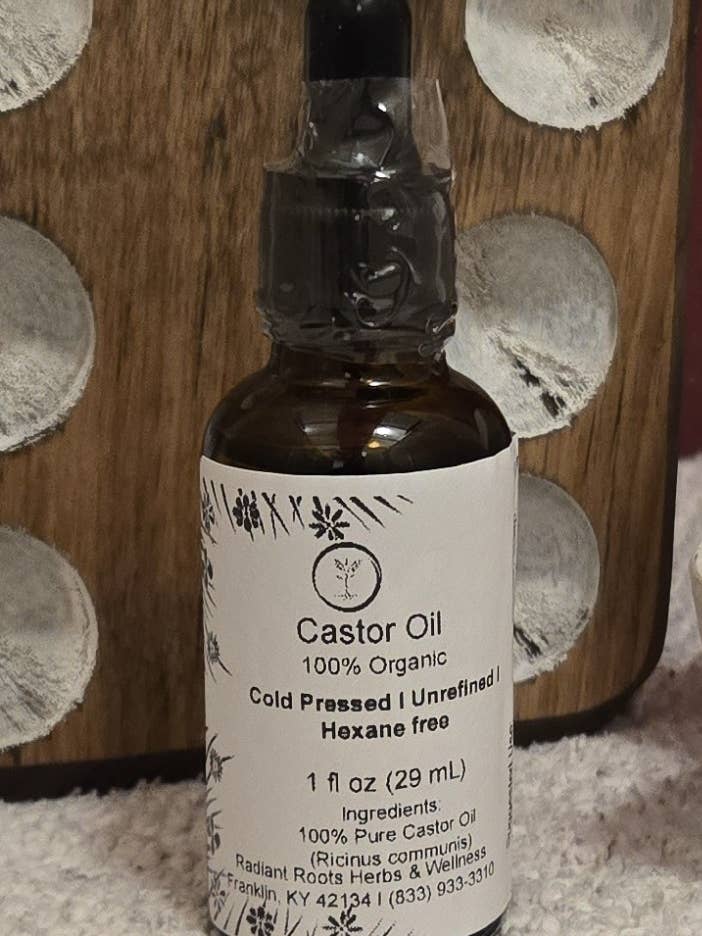 Castor Oil
100% Organic
Cold Pressed | Unrefined |
Hexane free
1 fl oz (29 mL)
Ingredients:
100% Pure Castor Oil
(Ricinus communis)
Radiant Roots Herbs & Wellness
Franklin, KY 42134 | (833) 933-3310